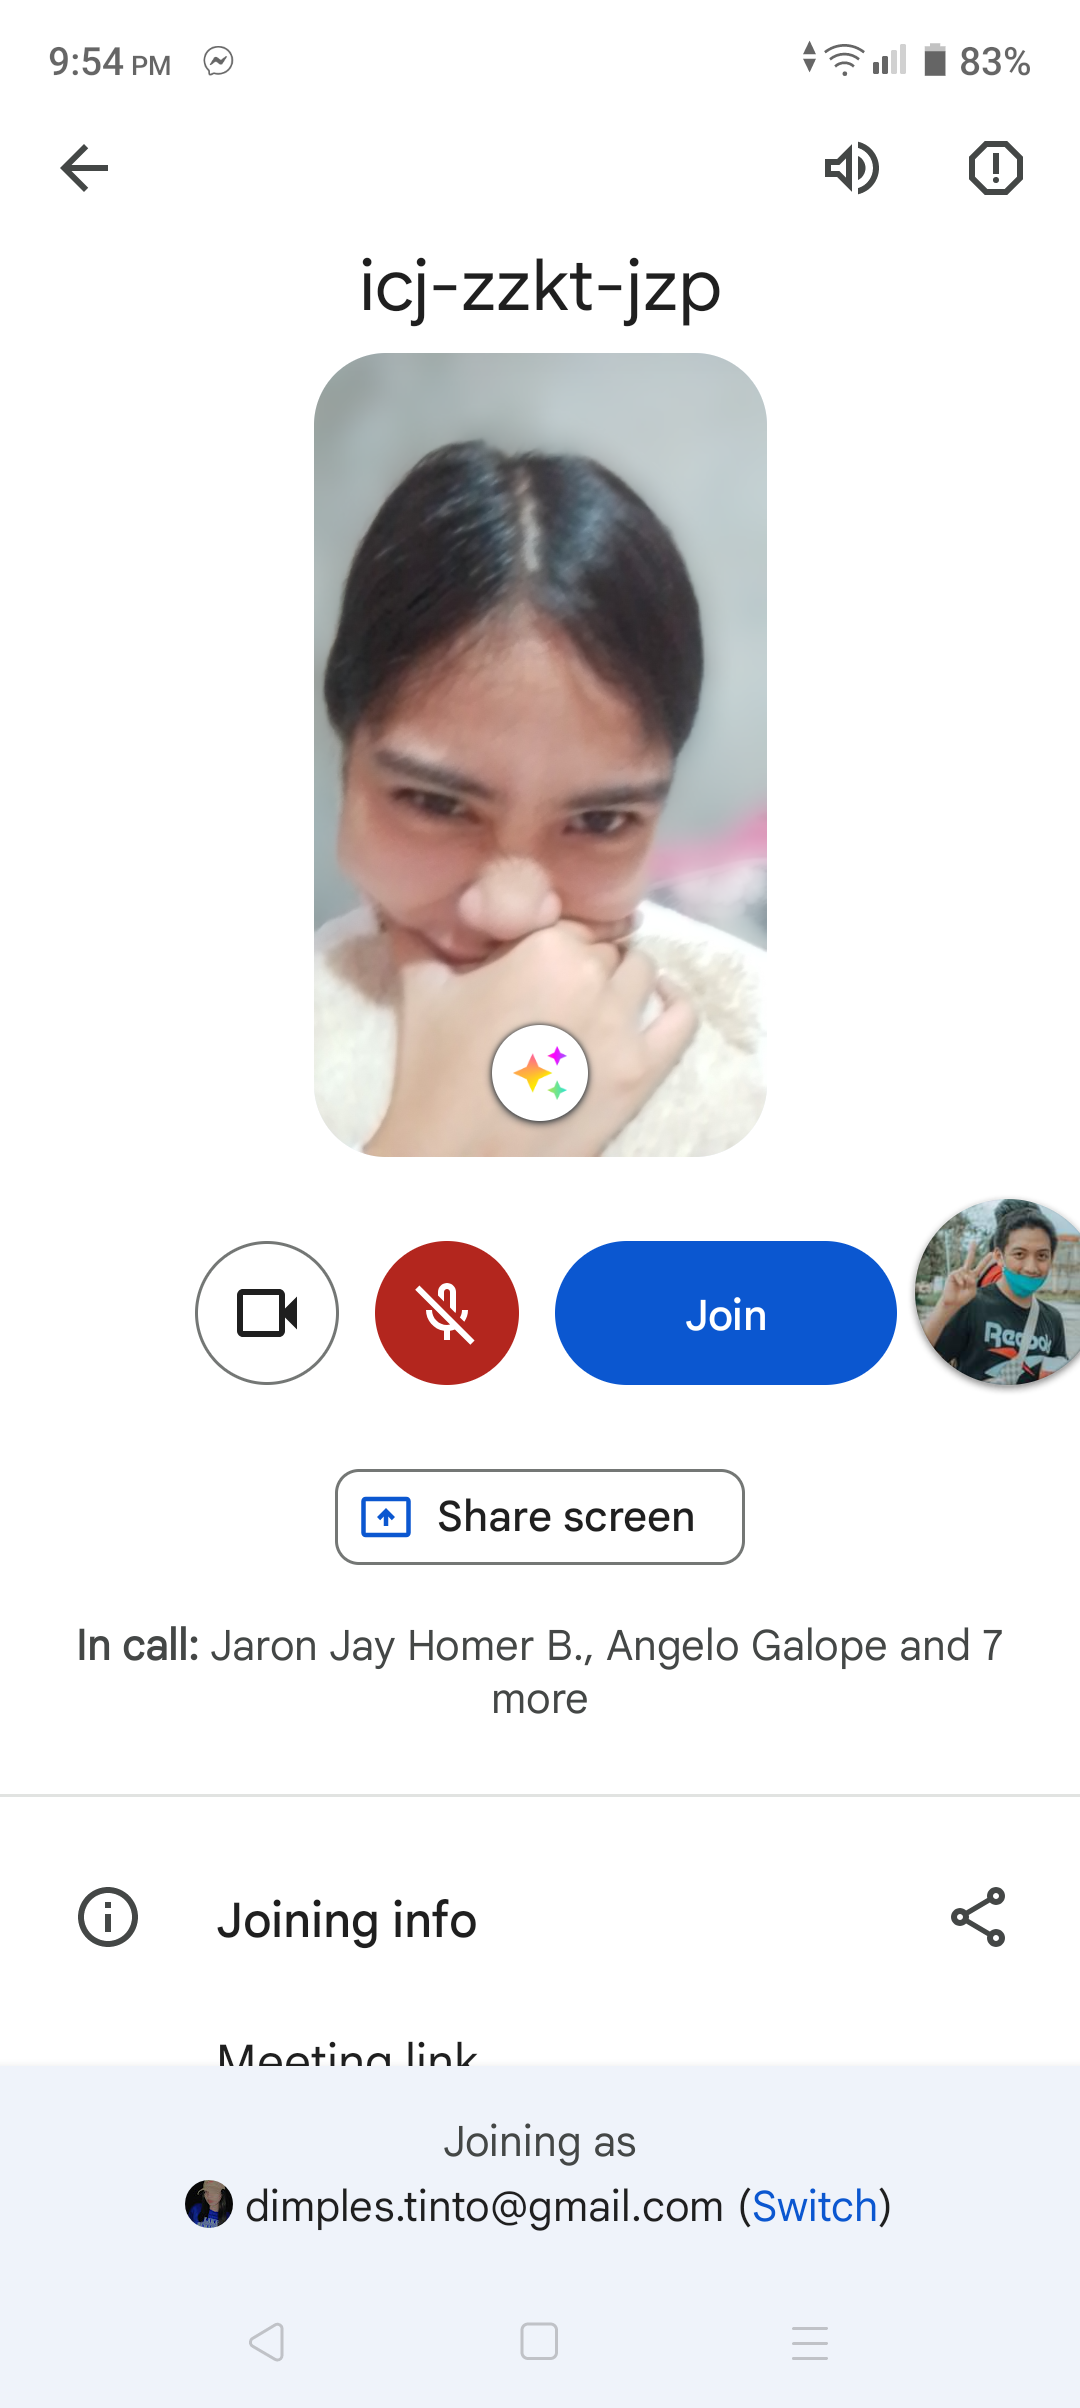 9:54 PM 83%
icj-zzkt-jzp
Join
Reebok
Share screen
In call: Jaron Jay Homer B., Angelo Galope and 7
more
Joining info
Meeting link
Joining as
dimples.tinto@gmail.com (Switch)